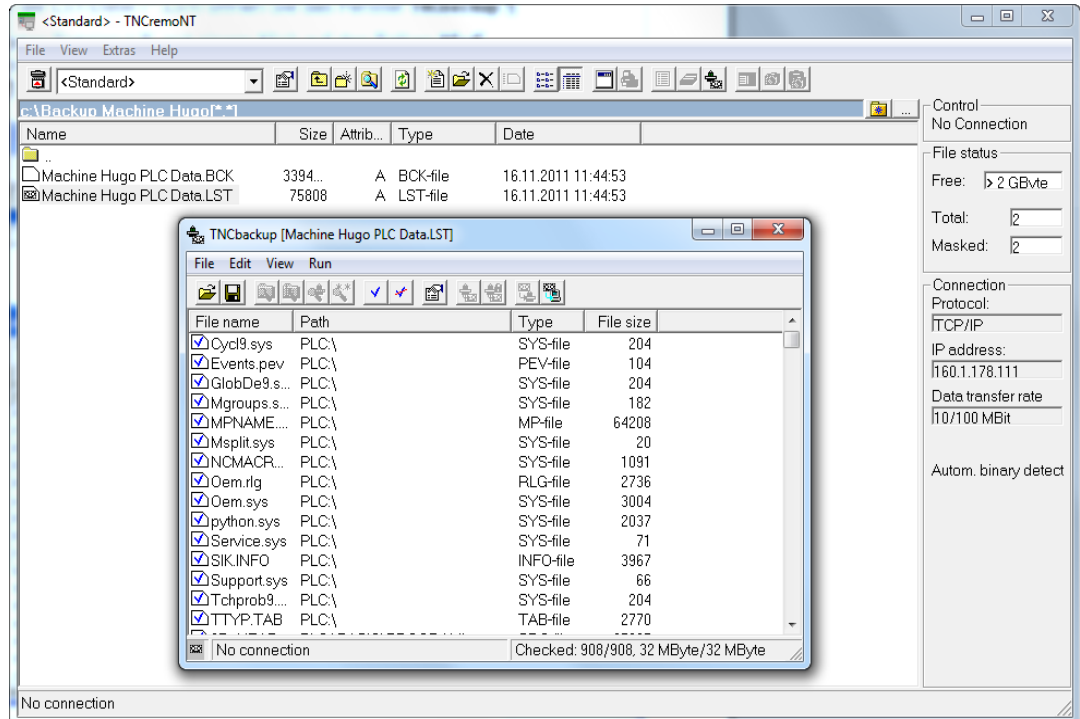 <Standard> - TNCremoNT
File View Extras Help
<Standard>
c:\Backup Machine Hugo[*.*]
...
Name Size Attrib... Type Date
..
Machine Hugo PLC Data.BCK 3394... A BCK-file 16.11.2011 11:44:53
Machine Hugo PLC Data.LST 75808 A LST-file 16.11.2011 11:44:53
TNCbackup [Machine Hugo PLC Data.LST]
File Edit View Run
File name Path Type File size
Cycl9.sys PLC:\ SYS-file 204
Events.pev PLC:\ PEV-file 104
GlobDe9.s... PLC:\ SYS-file 204
Mgroups.s... PLC:\ SYS-file 182
MPNAME.... PLC:\ MP-file 64208
Msplit.sys PLC:\ SYS-file 20
NCMACR... PLC:\ SYS-file 1091
Oem.rlg PLC:\ RLG-file 2736
Oem.sys PLC:\ SYS-file 3004
python.sys PLC:\ SYS-file 2037
Service.sys PLC:\ SYS-file 71
SIK.INFO PLC:\ INFO-file 3967
Support.sys PLC:\ SYS-file 66
Tchprob9.... PLC:\ SYS-file 204
TTYP.TAB PLC:\ TAB-file 2770
No connection Checked: 908/908, 32 MByte/32 MByte
Control
No Connection
File status
Free: > 2 GByte
Total: 2
Masked: 2
Connection
Protocol:
TCP/IP
IP address:
160.1.178.111
Data transfer rate
10/100 MBit
Autom. binary detect
No connection